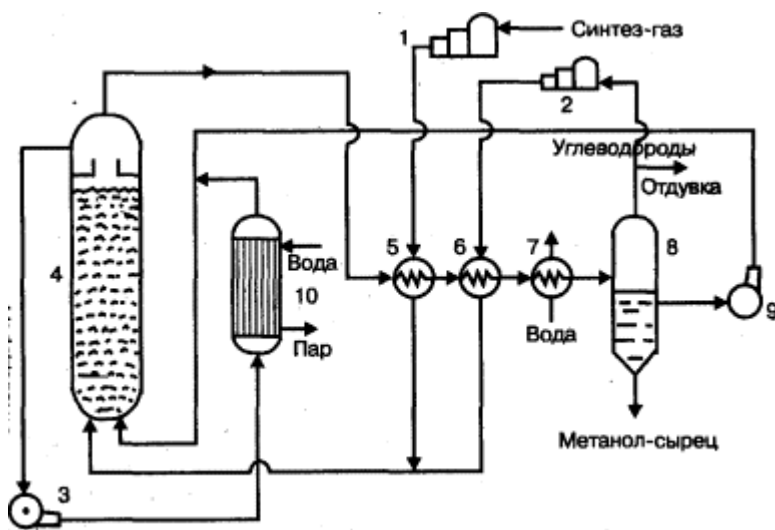 1
Синтез-газ
2
Углеводороды
Отдувка
4
5
6
7
8
Вода
10
9
Пар
Вода
Метанол-сырец
3